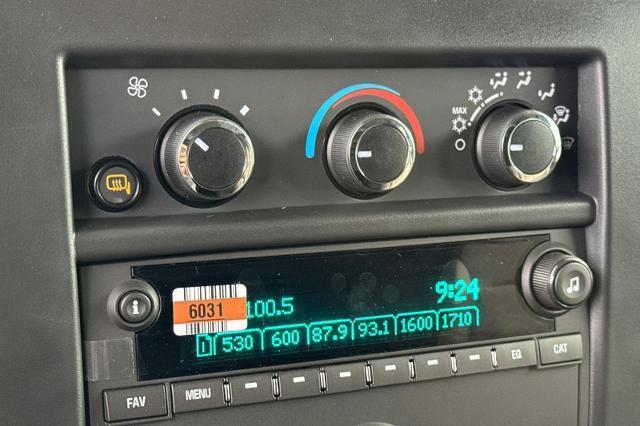 MAX
6031
100.5
9:24
D 530 600 87.9 93.1 1600 1710
i
FAV MENU EQ CAT